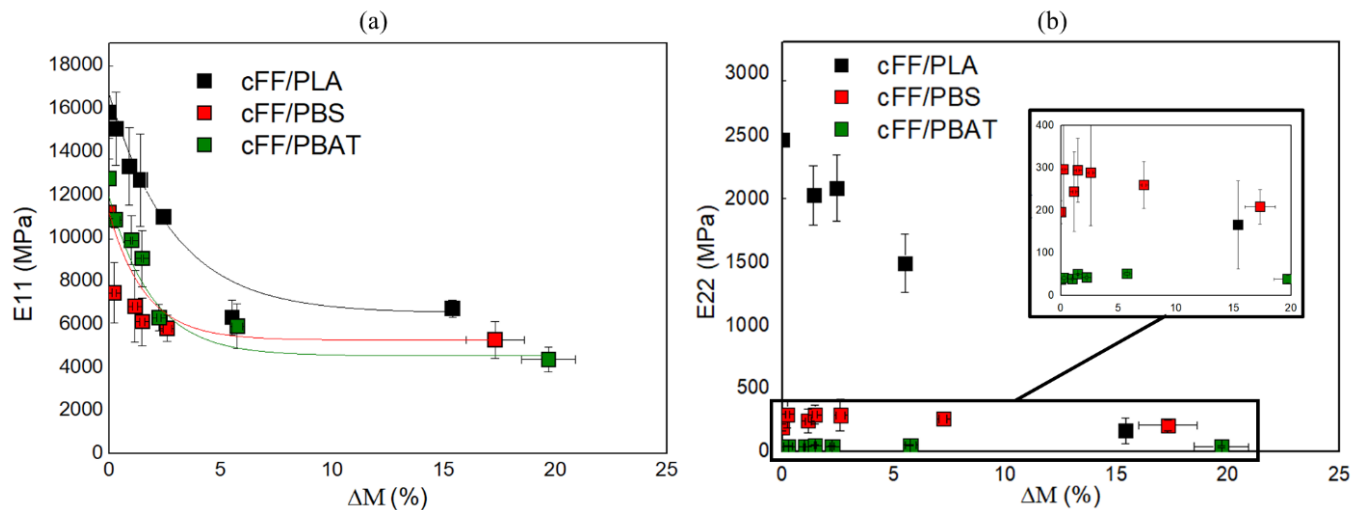 (a)
E11 (MPa)
18000
16000
14000
12000
10000
8000
6000
4000
2000
0
cFF/PLA
cFF/PBS
cFF/PBAT
0 5 10 15 20 25
ΔM (%)
(b)
E22 (MPa)
3000
2500
2000
1500
1000
500
0
cFF/PLA
cFF/PBS
cFF/PBAT
400
300
200
100
0
0 5 10 15 20
0 5 10 15 20 25
ΔM (%)